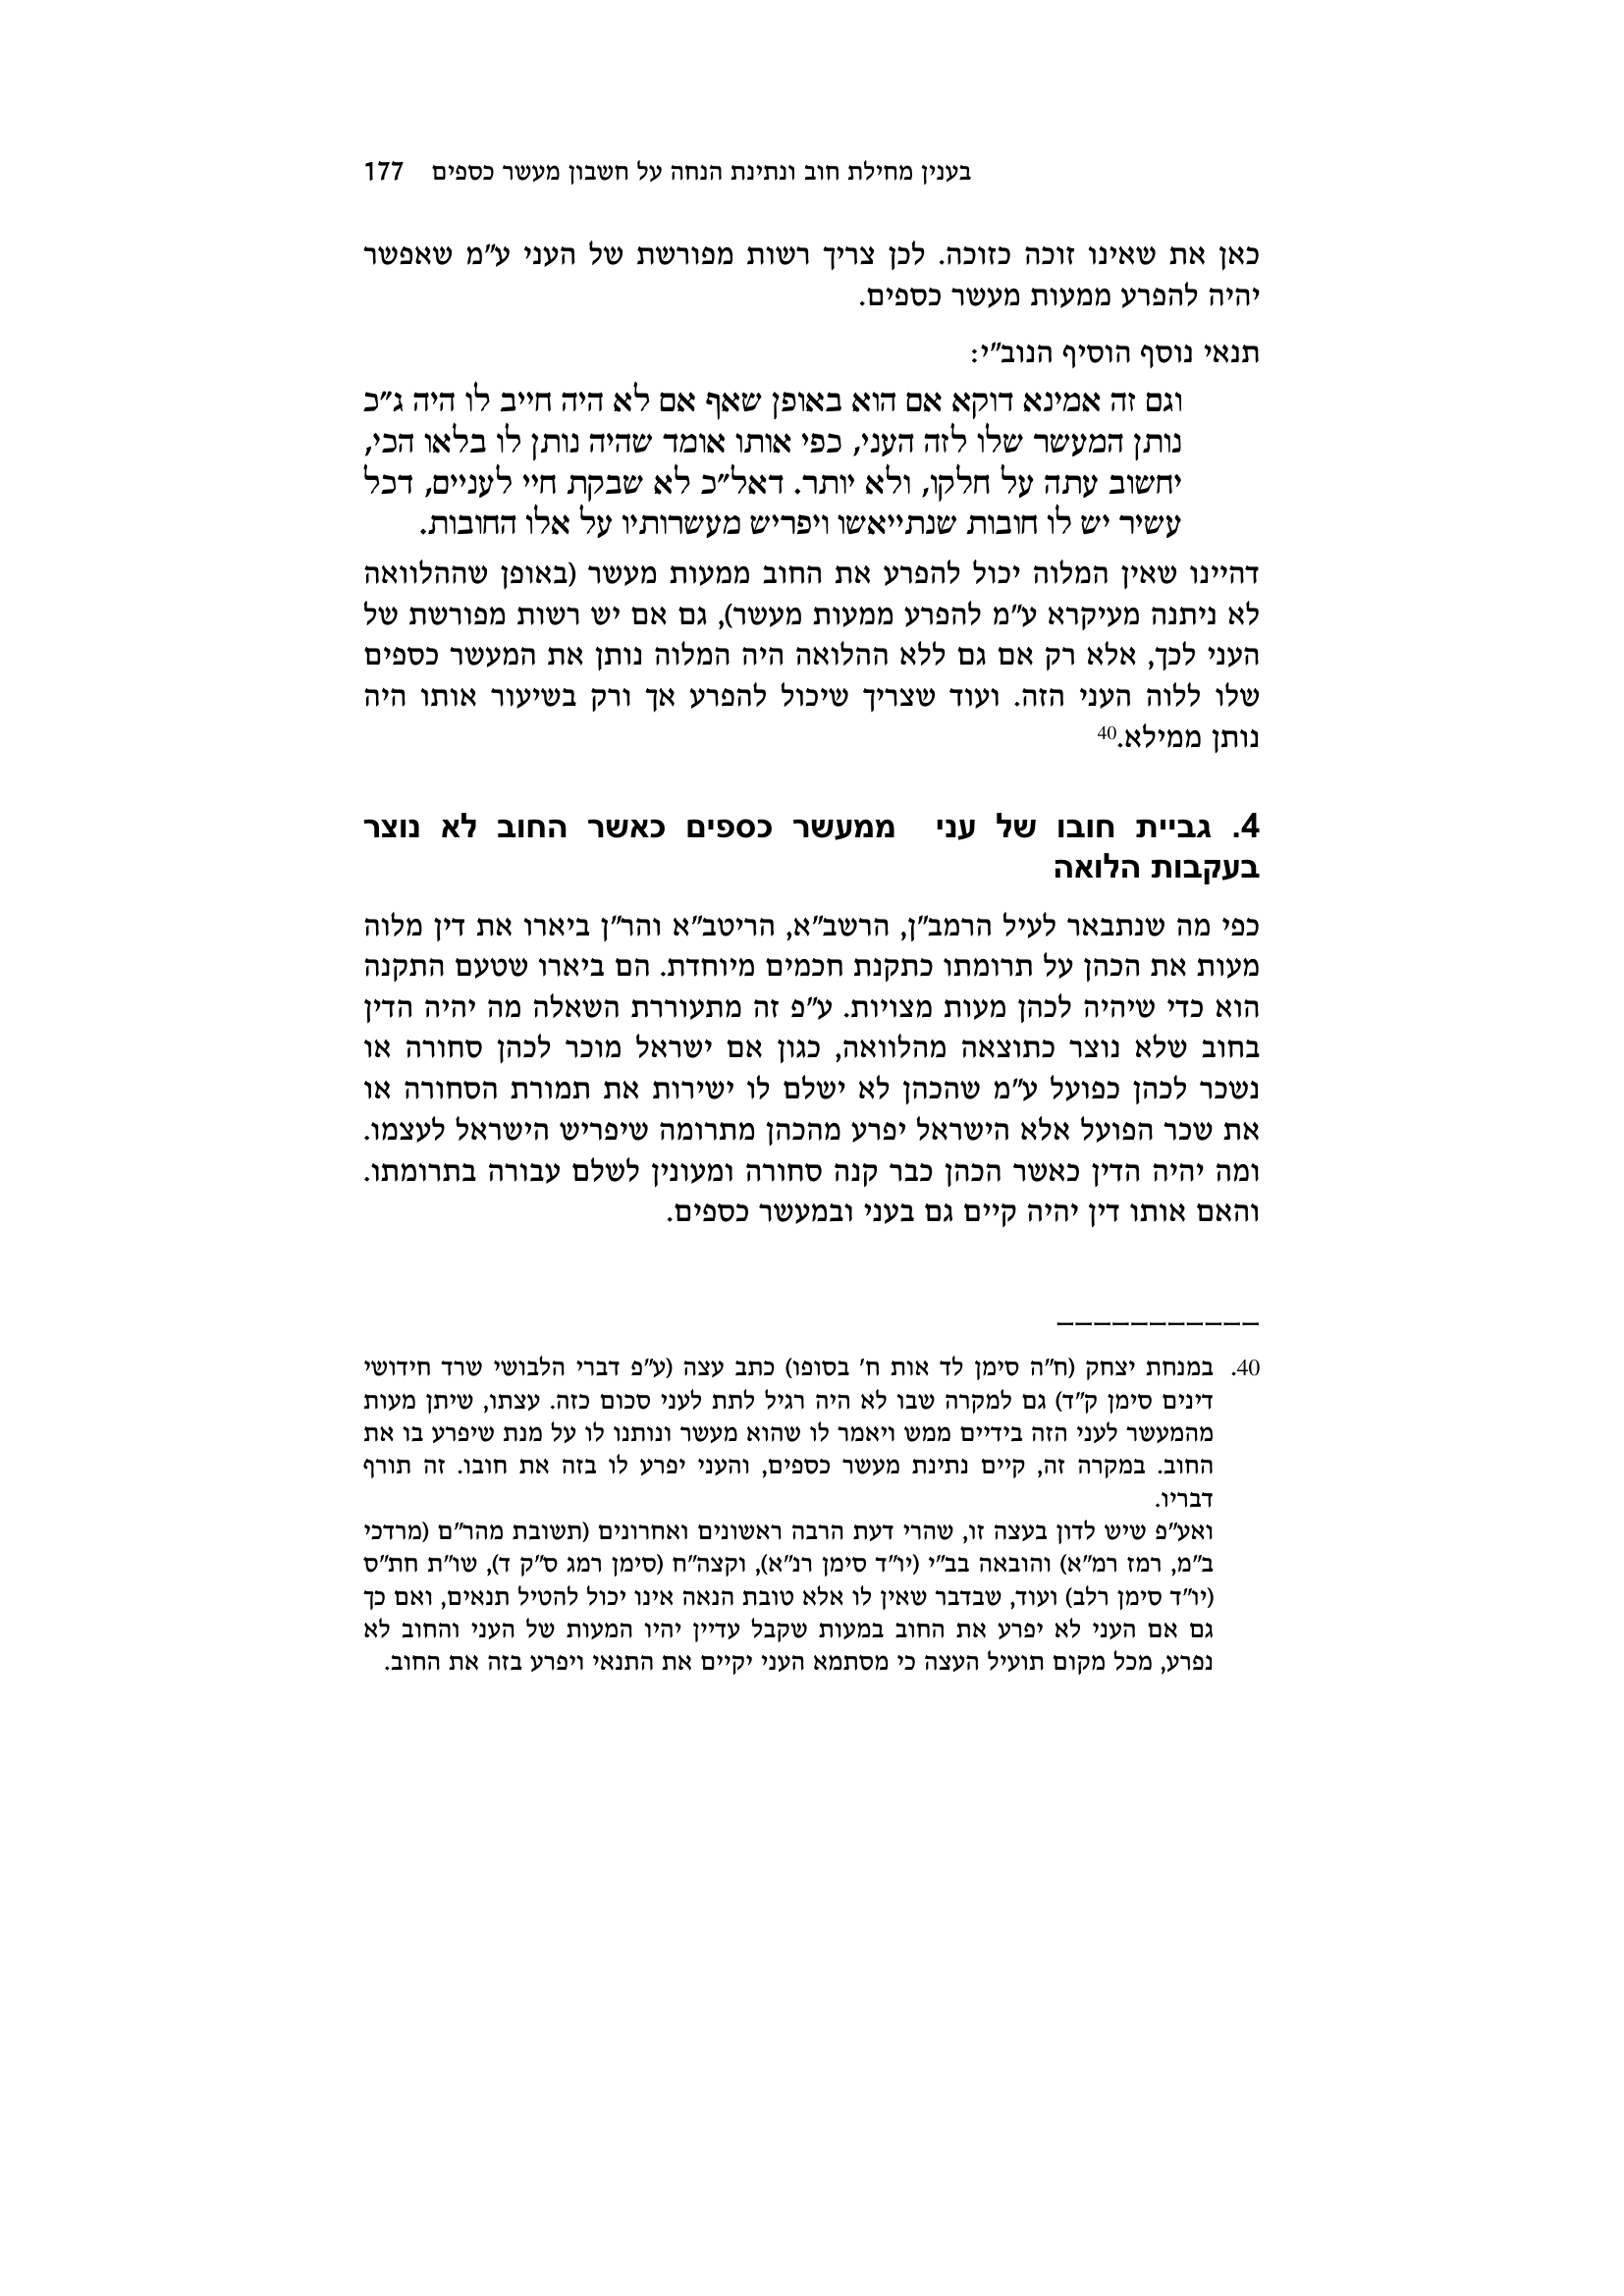 בענין מחילת חוב ונתינת הנחה על חשבון מעשר כספים 177
כאן את שאינו זוכה כזוכה. לכן צריך רשות מפורשת של העני ע"מ שאפשר
יהיה להפרע ממעות מעשר כספים.
תנאי נוסף הוסיף הנוב"י:
וגם זה אמינא דוקא אם הוא באופן שאף אם לא היה חייב לו היה ג"כ
נותן המעשר שלו לזה העני, כפי אותו אומד שהיה נותן לו בלאו הכי,
יחשוב עתה על חלקו, ולא יותר. דאל"כ לא שבקת חיי לעניים, דכל
עשיר יש לו חובות שנתייאשו ויפריש מעשרותיו על אלו החובות.
דהיינו שאין המלוה יכול להפרע את החוב ממעות מעשר (באופן שההלוואה
לא ניתנה מעיקרא ע"מ להפרע ממעות מעשר), גם אם יש רשות מפורשת של
העני לכך, אלא רק אם גם ללא ההלואה היה המלוה נותן את המעשר כספים
שלו ללוה העני הזה. ועוד שצריך שיכול להפרע אך ורק בשיעור אותו היה
נותן ממילא.40
4. גביית חובו של עני ממעשר כספים כאשר החוב לא נוצר
בעקבות הלואה
כפי מה שנתבאר לעיל הרמב"ן, הרשב"א, הריטב"א והר"ן ביארו את דין מלוה
מעות את הכהן על תרומתו כתקנת חכמים מיוחדת. הם ביארו שטעם התקנה
הוא כדי שיהיה לכהן מעות מצויות. ע"פ זה מתעוררת השאלה מה יהיה הדין
בחוב שלא נוצר כתוצאה מהלוואה, כגון אם ישראל מוכר לכהן סחורה או
נשכר לכהן כפועל ע"מ שהכהן לא ישלם לו ישירות את תמורת הסחורה או
את שכר הפועל אלא הישראל יפרע מהכהן מתרומה שיפריש הישראל לעצמו.
ומה יהיה הדין כאשר הכהן כבר קנה סחורה ומעונין לשלם עבורה בתרומתו.
והאם אותו דין יהיה קיים גם בעני ובמעשר כספים.
–––––––––––
40. במנחת יצחק (ח"ה סימן לד אות ח' בסופו) כתב עצה (ע"פ דברי הלבושי שרד חידושי
דינים סימן ק"ד) גם למקרה שבו לא היה רגיל לתת לעני סכום כזה. עצתו, שיתן מעות
מהמעשר לעני הזה בידיים ממש ויאמר לו שהוא מעשר ונותנו לו על מנת שיפרע בו את
החוב. במקרה זה, קיים נתינת מעשר כספים, והעני יפרע לו בזה את חובו. זה תורף
דבריו.
ואע"פ שיש לדון בעצה זו, שהרי דעת הרבה ראשונים ואחרונים (תשובת מהר"ם (מרדכי
ב"מ, רמז רמ"א) והובאה בב"י (יו"ד סימן רנ"א), וקצה"ח (סימן רמג ס"ק ד), שו"ת חת"ס
(יו"ד סימן רלב) ועוד, שבדבר שאין לו אלא טובת הנאה אינו יכול להטיל תנאים, ואם כך
גם אם העני לא יפרע את החוב במעות שקבל עדיין יהיו המעות של העני והחוב לא
נפרע, מכל מקום תועיל העצה כי מסתמא העני יקיים את התנאי ויפרע בזה את החוב.